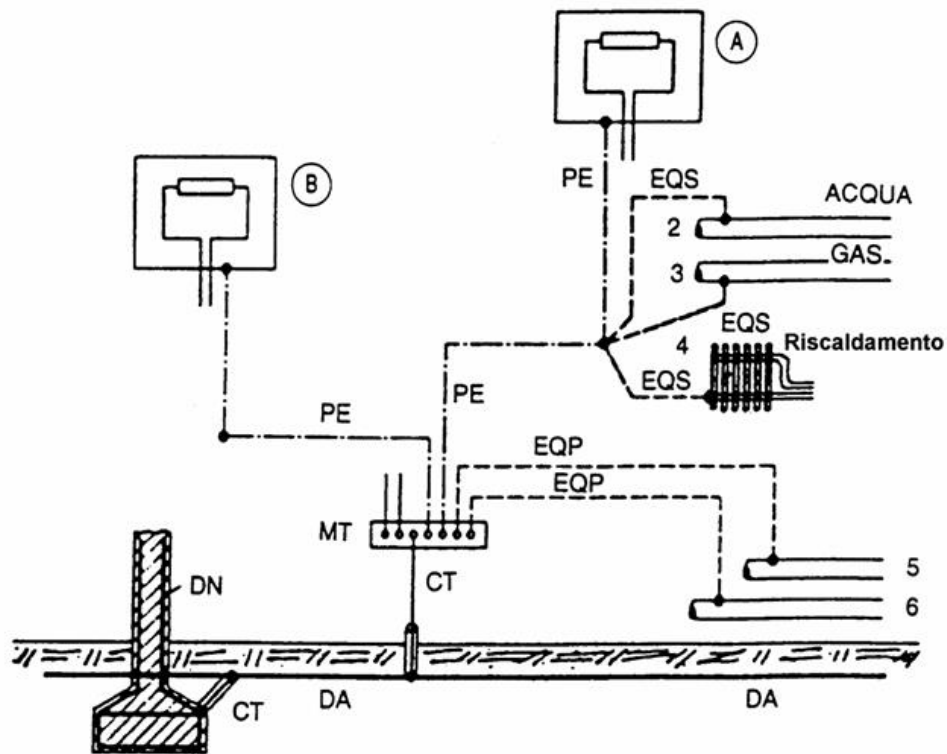 A
PE
EQS
ACQUA
B
2
GAS
3
EQS
4
Riscaldamento
EQS
PE
PE
EQP
EQP
MT
CT
5
DN
6
CT
DA
DA